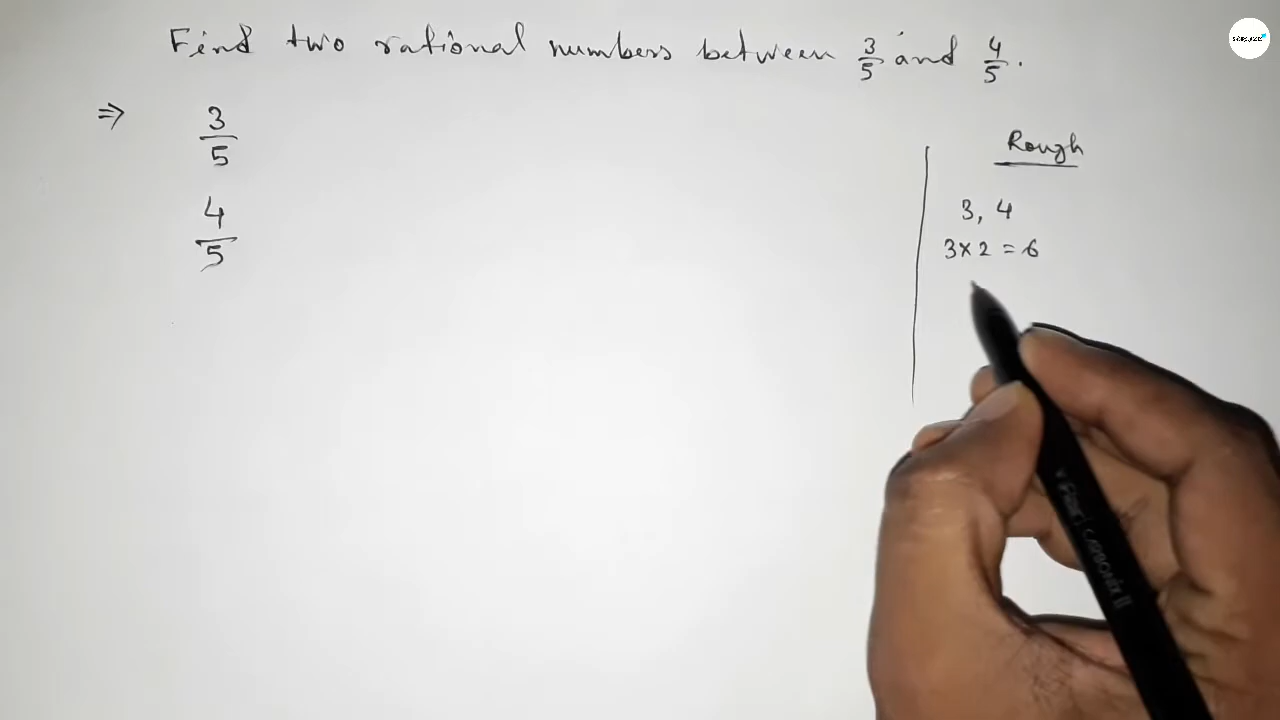 Find two rational numbers between 3/5 and 4/5.
⇒ 3/5
4/5
Rough
3, 4
3×2 = 6